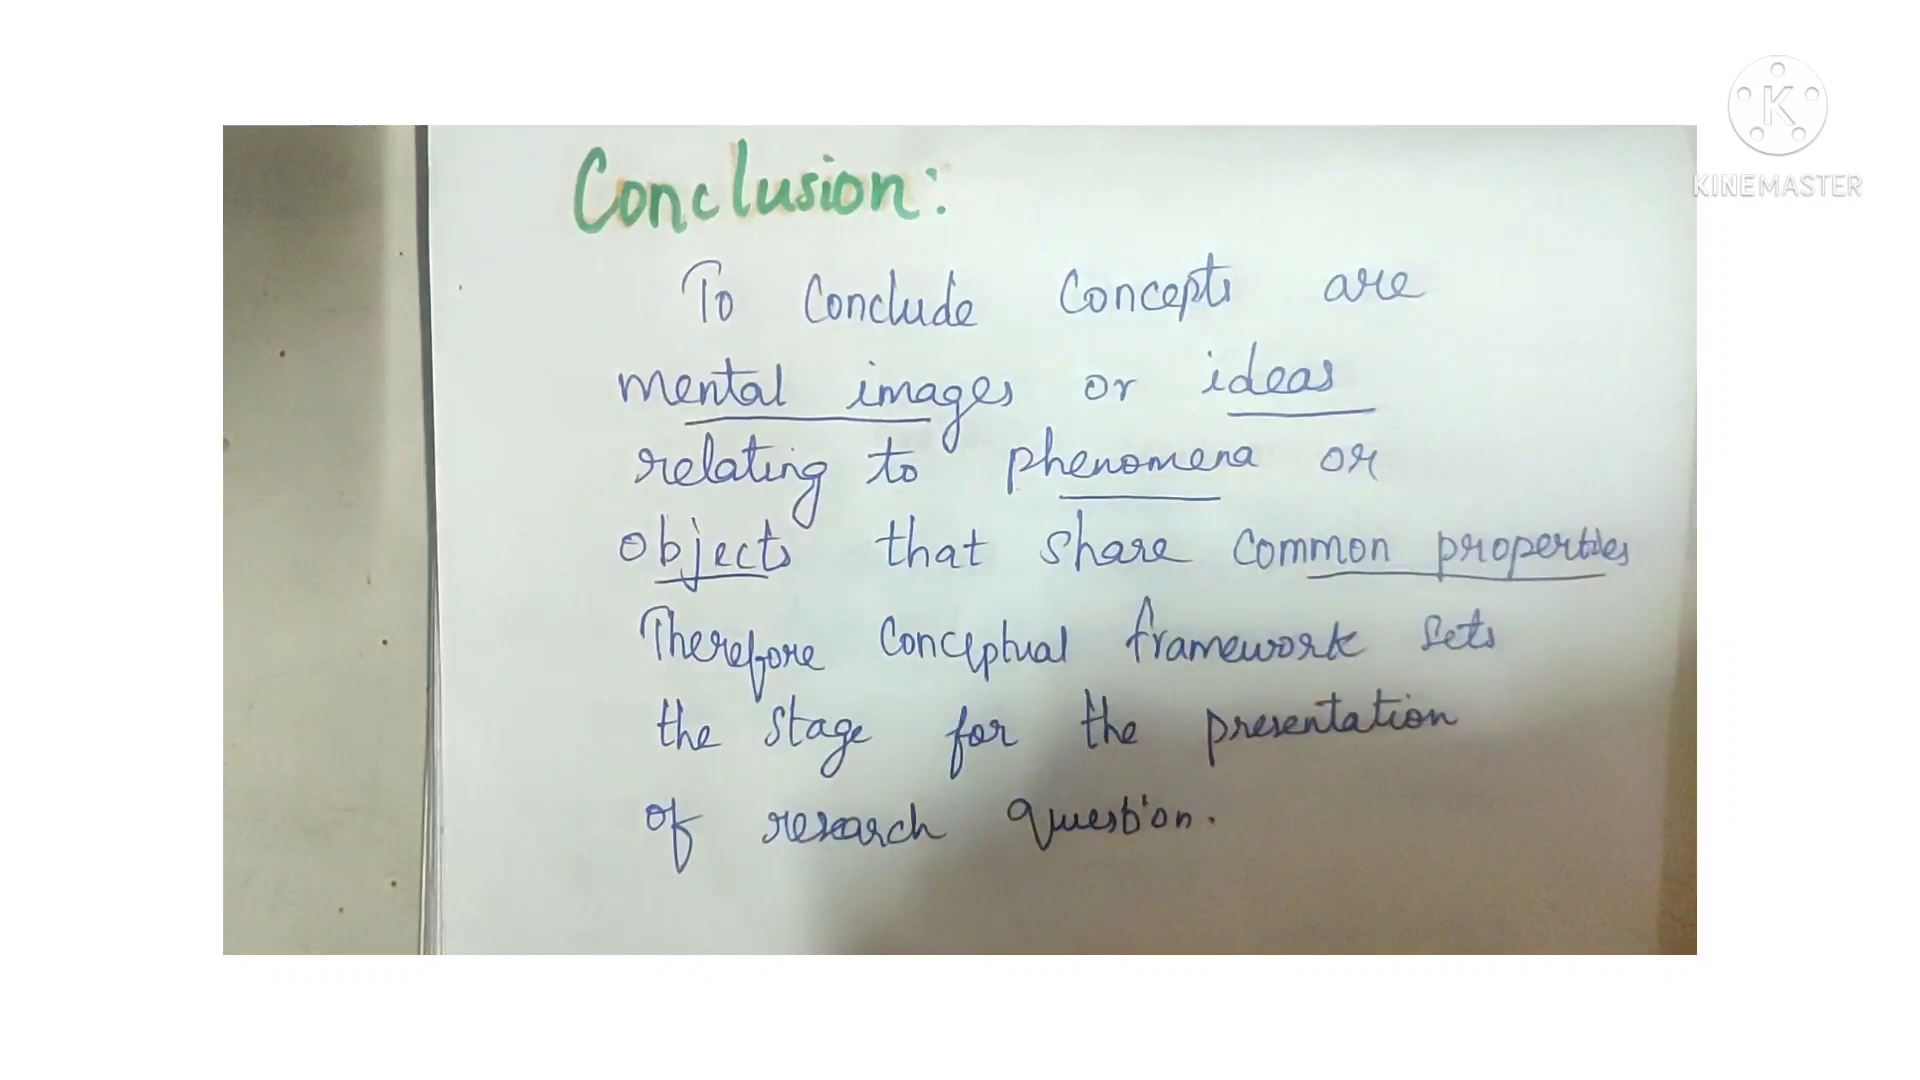 Conclusion:
To Conclude Concepts are
mental images or ideas
relating to phenomena or
objects that share common properties
Therefore Conceptual framework sets
the stage for the presentation
of research question.
K
KINEMASTER